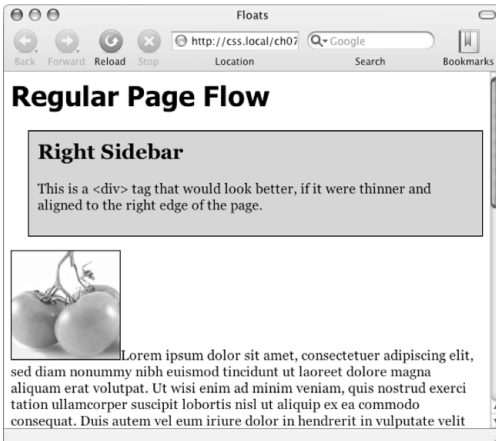 Floats
http://css.local/ch07
Google
Back Forward Reload Stop Location Search Bookmarks
Regular Page Flow
Right Sidebar
This is a <div> tag that would look better, if it were thinner and
aligned to the right edge of the page.
Lorem ipsum dolor sit amet, consectetuer adipiscing elit,
sed diam nonummy nibh euismod tincidunt ut laoreet dolore magna
aliquam erat volutpat. Ut wisi enim ad minim veniam, quis nostrud exerci
tation ullamcorper suscipit lobortis nisl ut aliquip ex ea commodo
consequat. Duis autem vel eum iriure dolor in hendrerit in vulputate velit